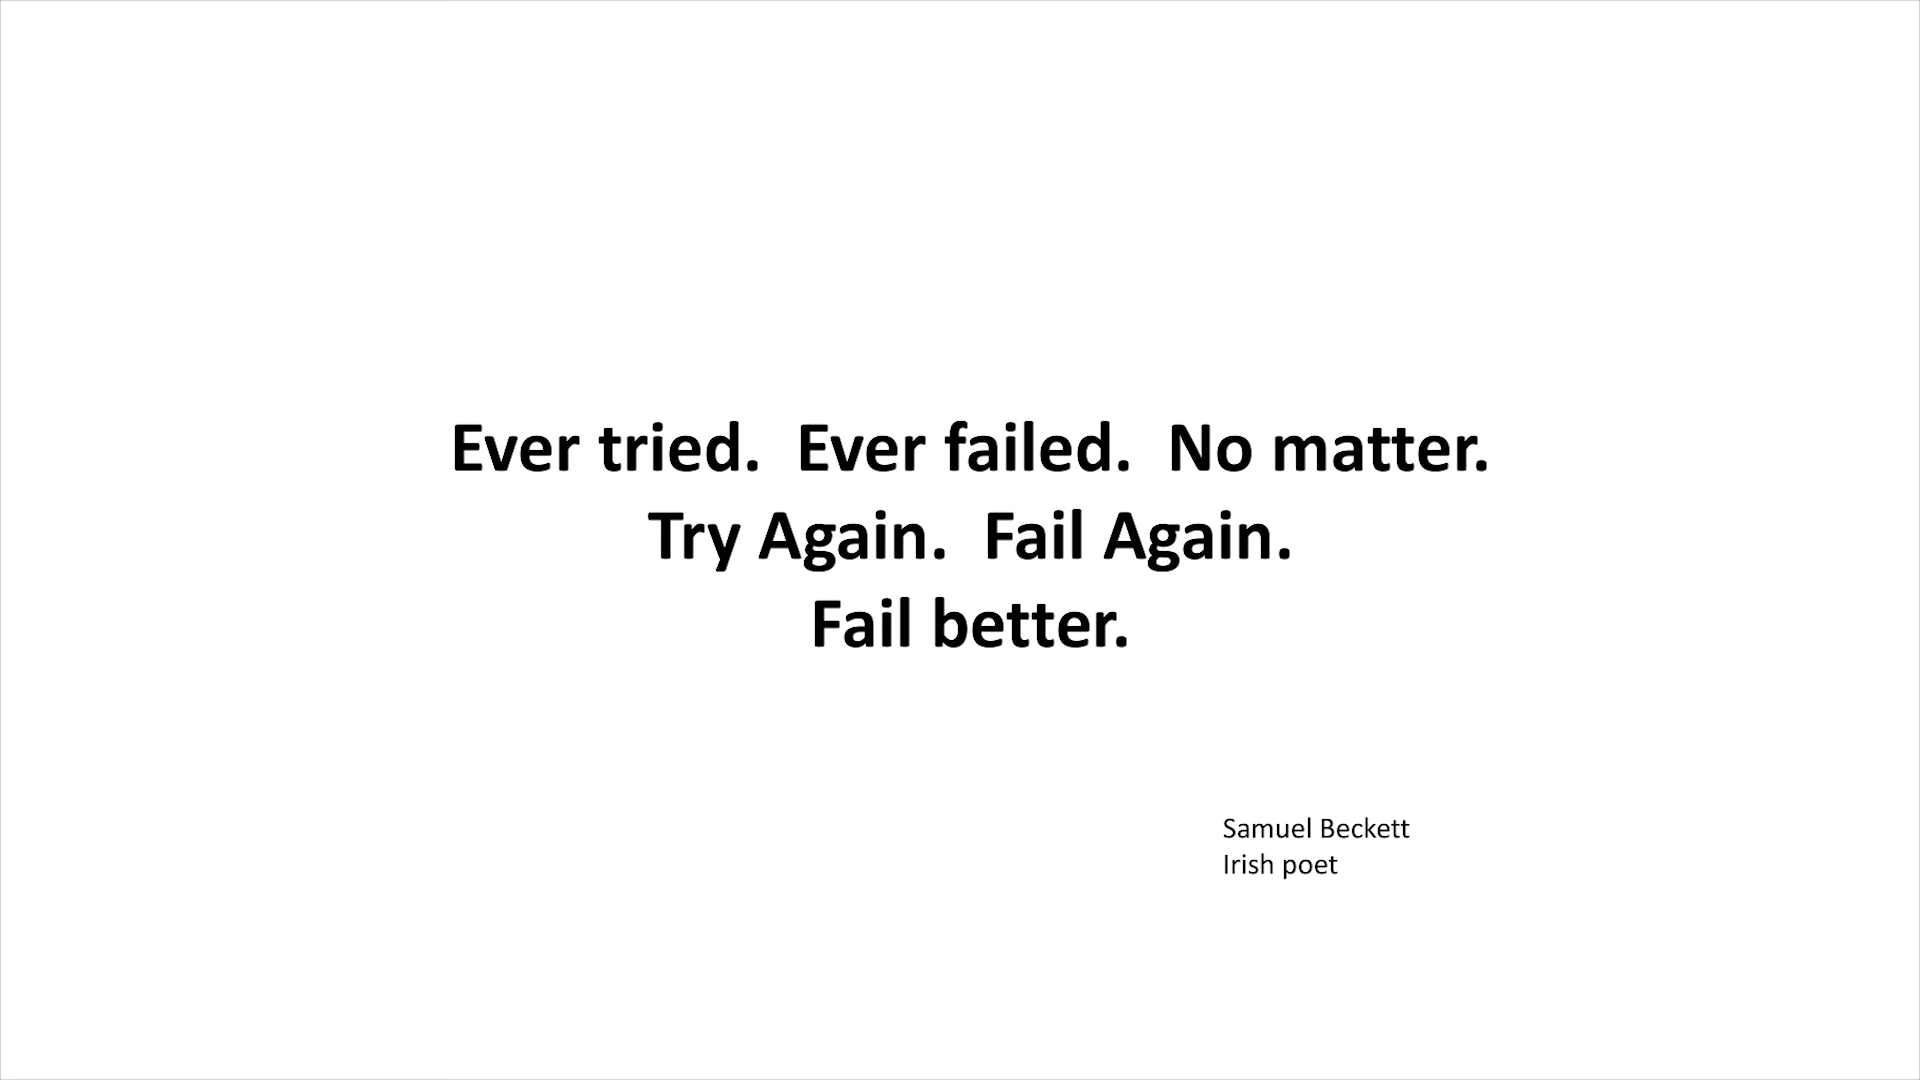 Ever tried.  Ever failed.  No matter.
Try Again.  Fail Again.
Fail better.
Samuel Beckett
Irish poet